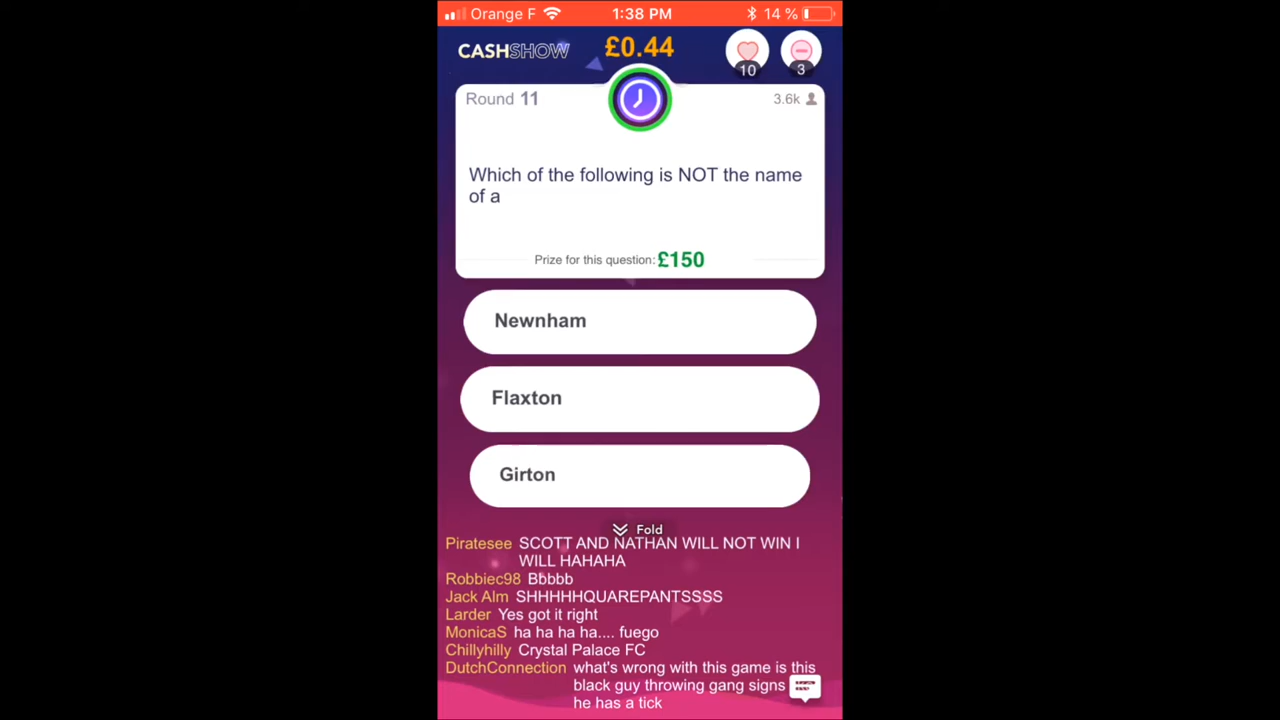 Orange F 1:38 PM 14 %
CASHSHOW £0.44
10 3
Round 11 3.6k
Which of the following is NOT the name
of a
Prize for this question: £150
Newnham
Flaxton
Girton
Fold
Piratesee SCOTT AND NATHAN WILL NOT WIN I
WILL HAHAHA
Robbiec98 Bbbbb
Jack Alm SHHHHHQUAREPANTSSSS
Larder Yes got it right
MonicaS ha ha ha ha.... fuego
Chillyhilly Crystal Palace FC
DutchConnection what's wrong with this game is this
black guy throwing gang signs
he has a tick